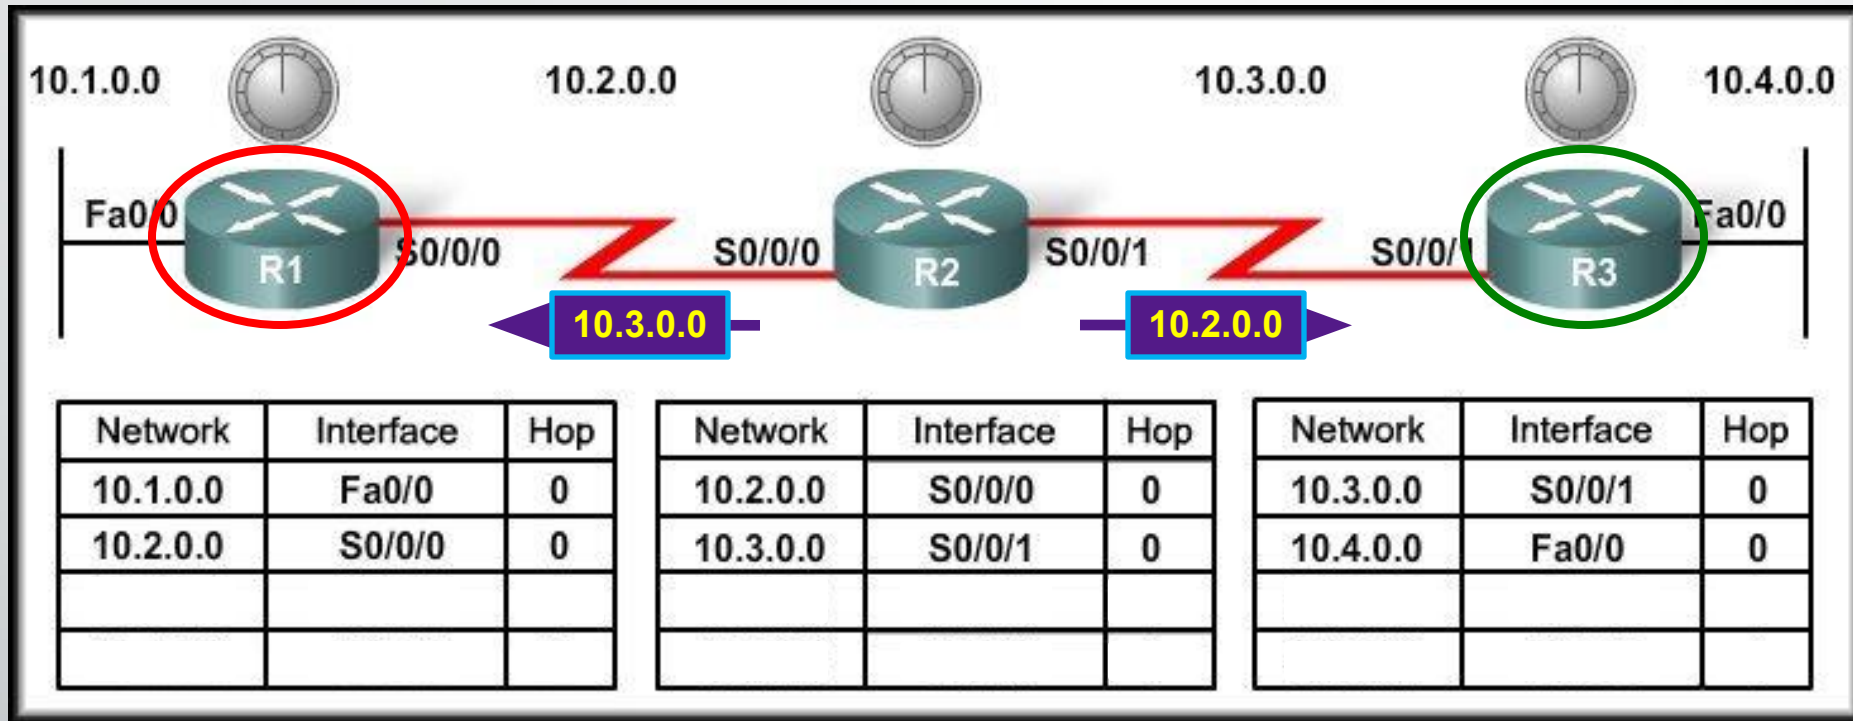 10.1.0.0 10.2.0.0 10.3.0.0 10.4.0.0
Fa0/0 R1 S0/0/0 S0/0/0 R2 S0/0/1 S0/0/1 R3 Fa0/0
10.3.0.0 10.2.0.0
Network Interface Hop
10.1.0.0 Fa0/0 0
10.2.0.0 S0/0/0 0
Network Interface Hop
10.2.0.0 S0/0/0 0
10.3.0.0 S0/0/1 0
Network Interface Hop
10.3.0.0 S0/0/1 0
10.4.0.0 Fa0/0 0